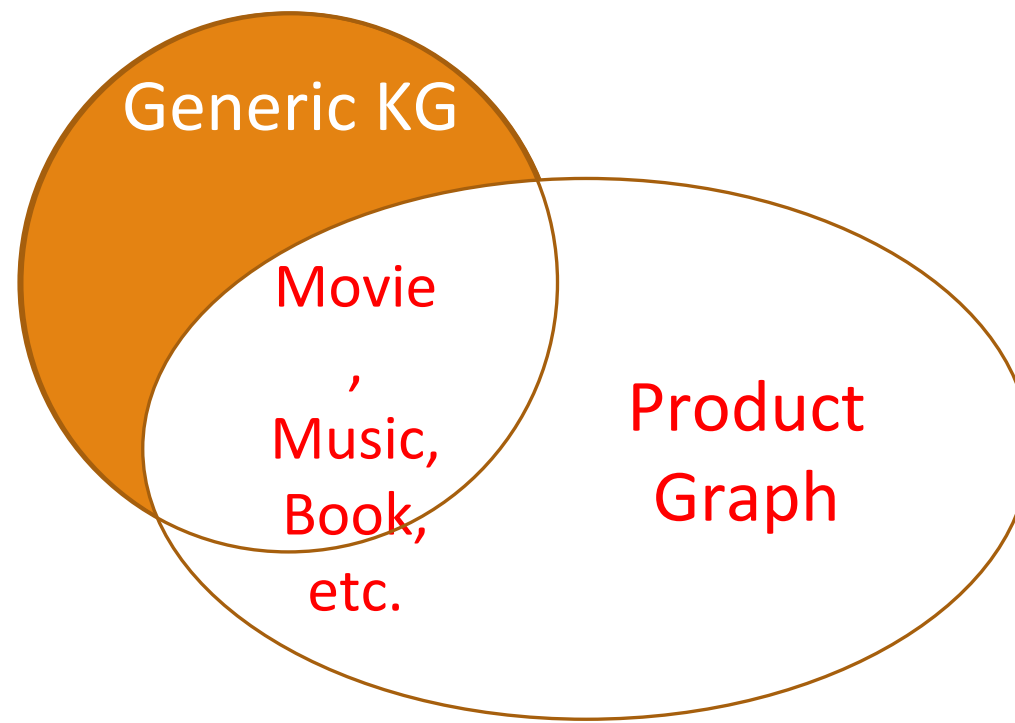 Generic KG
Movie
,
Music,
Book,
etc.
Product
Graph